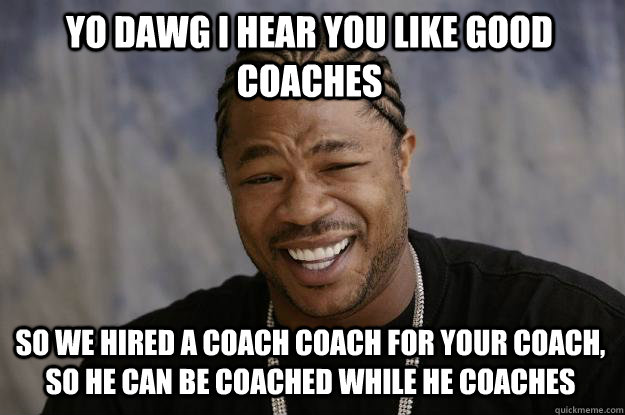 YO DAWG I HEAR YOU LIKE GOOD
COACHES
SO WE HIRED A COACH COACH FOR YOUR COACH,
SO HE CAN BE COACHED WHILE HE COACHES
quickmeme.com